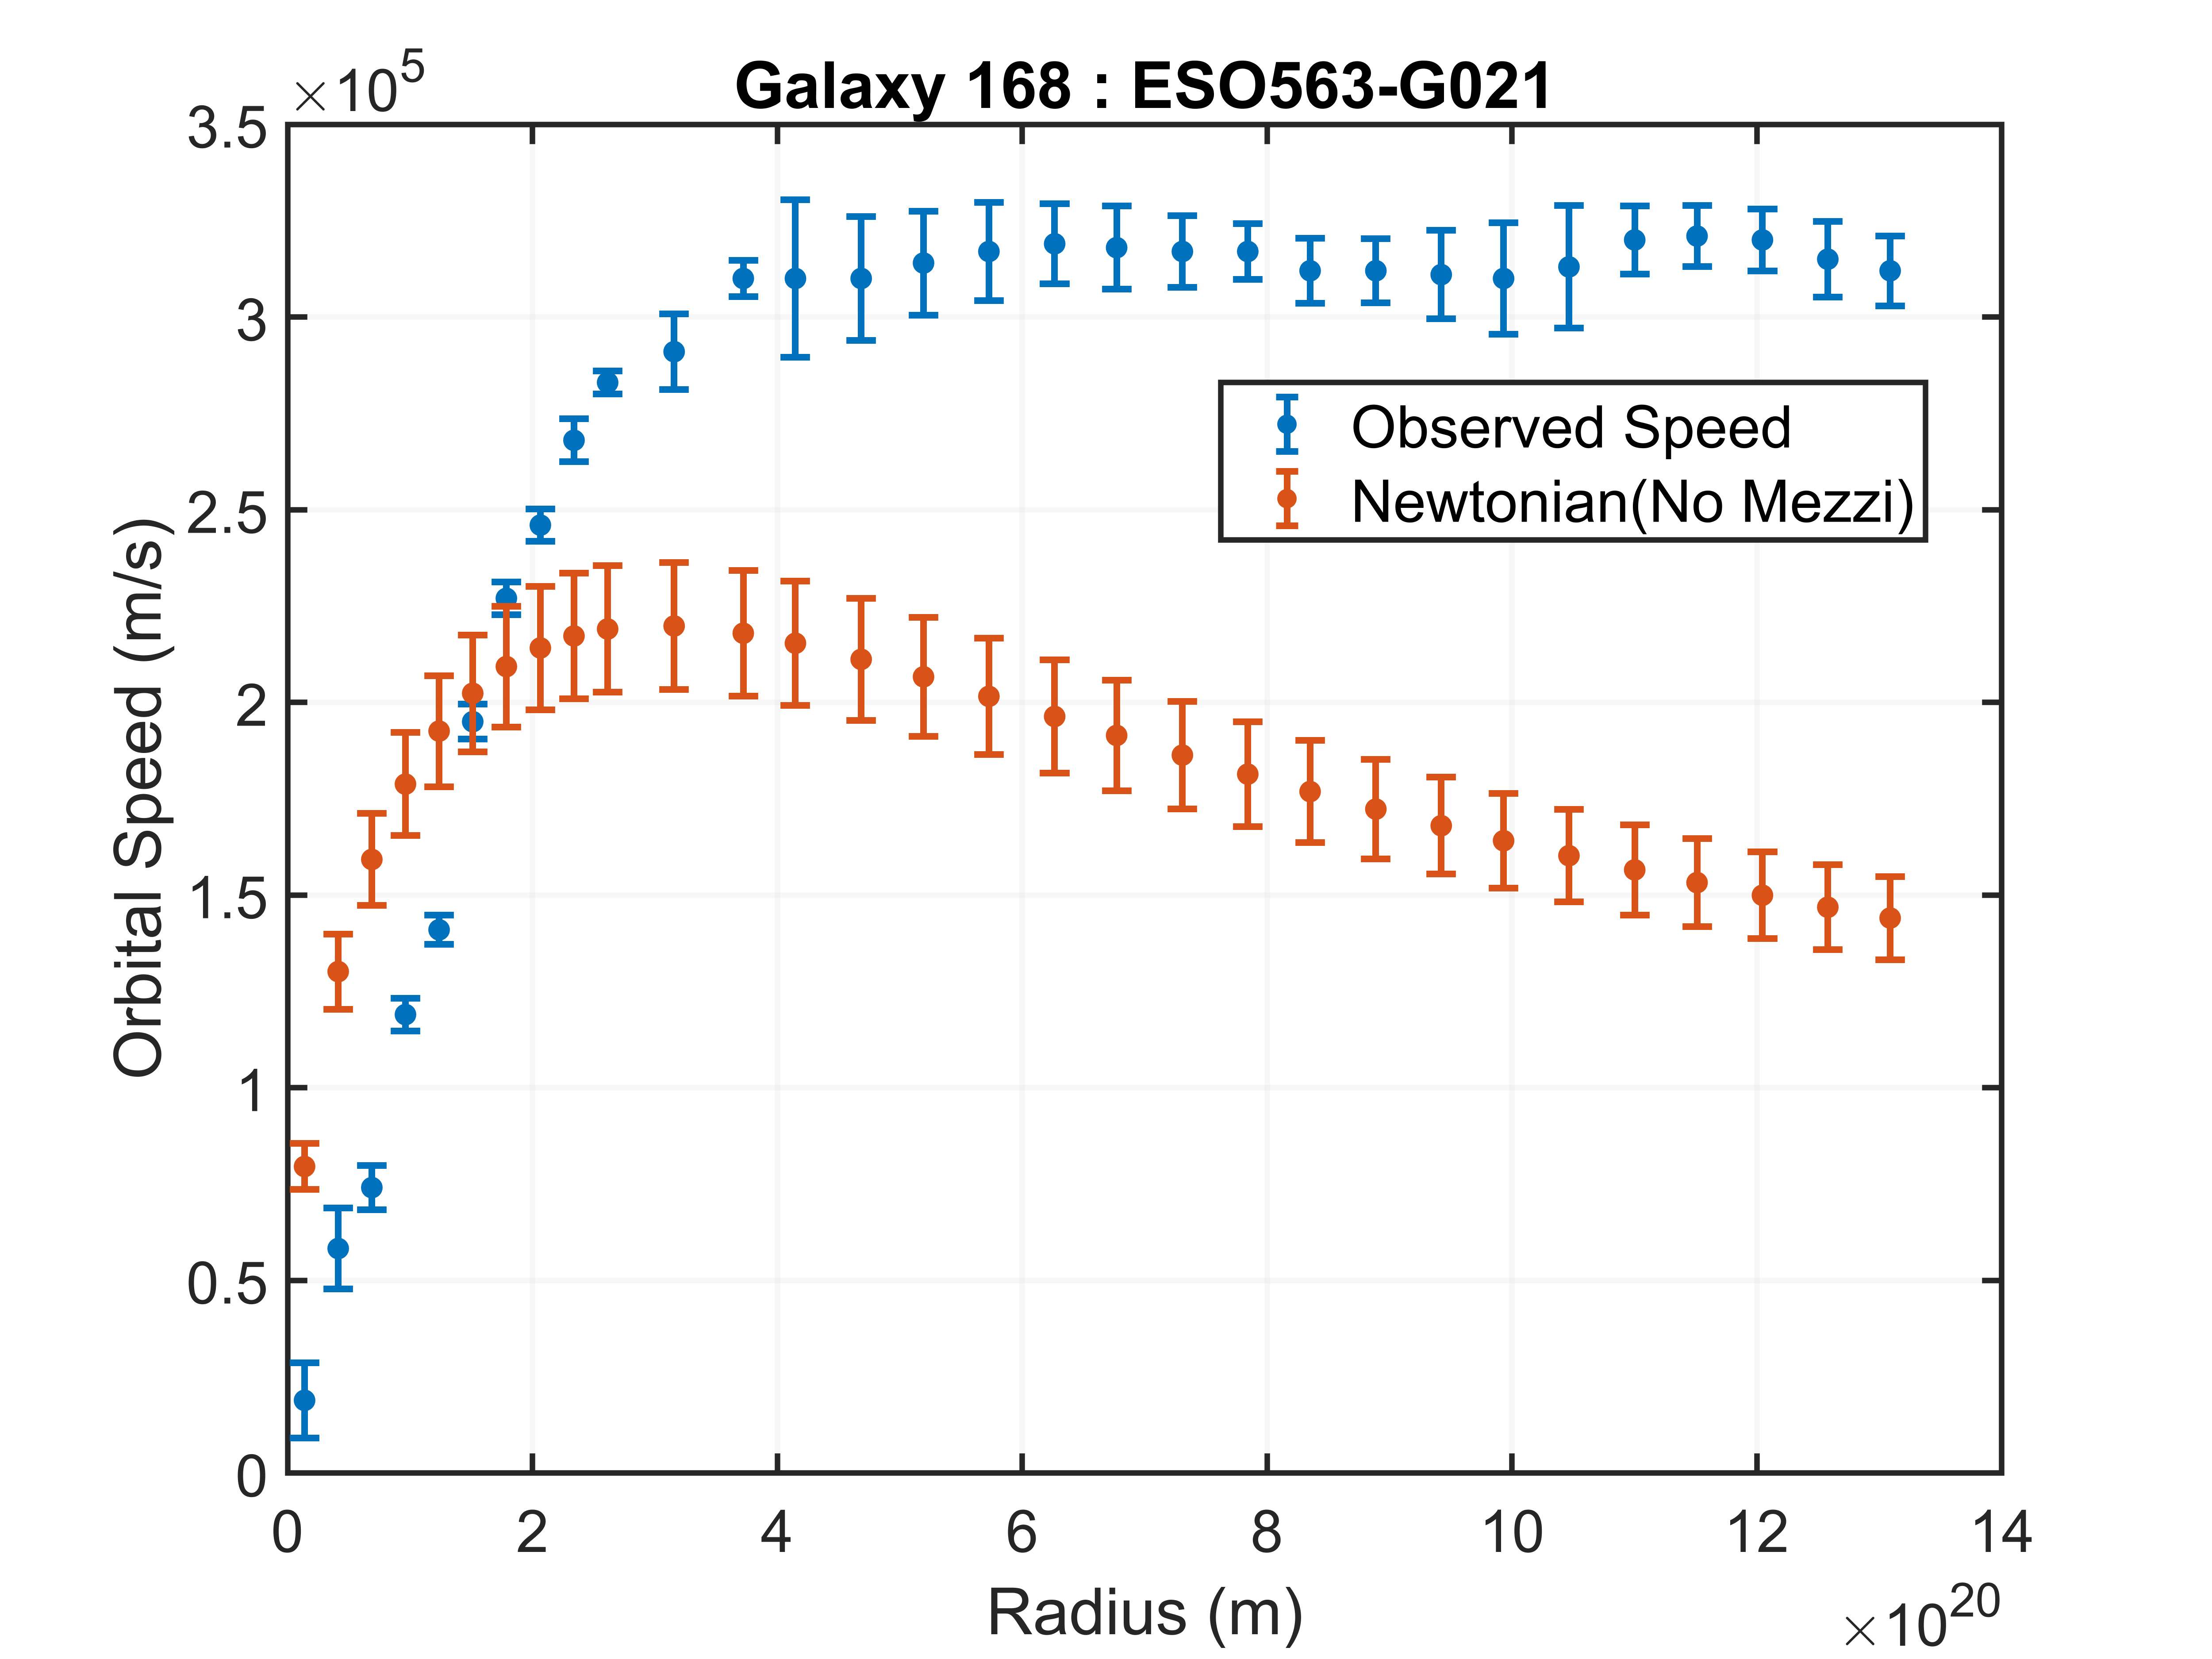 ×10^5
Galaxy 168 : ESO563-G021
3.5
3
2.5
2
1.5
1
0.5
0
Orbital Speed (m/s)
Observed Speed
Newtonian(No Mezzi)
0 2 4 6 8 10 12 14
Radius (m)
×10^20